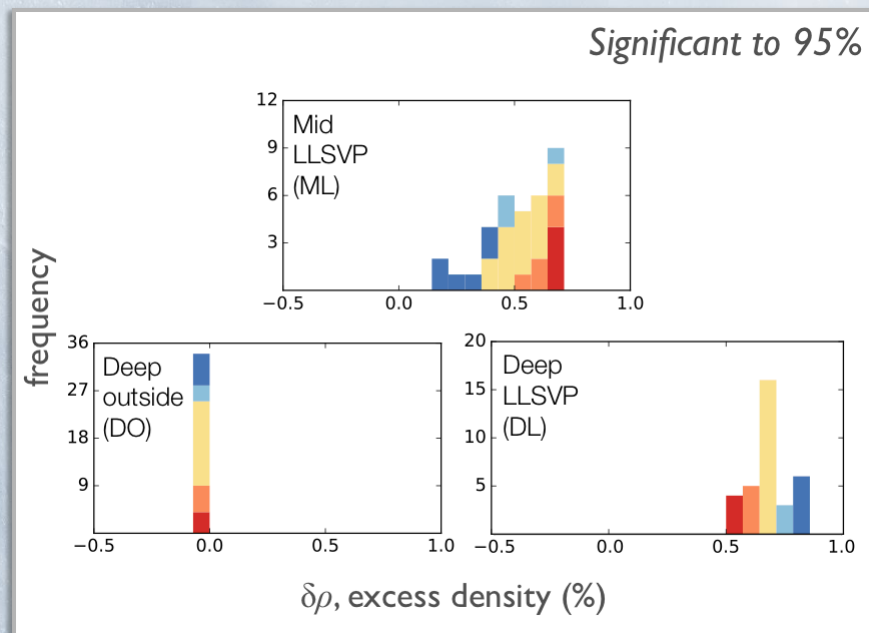 Significant to 95%
12
9
6
3
Mid
LLSVP
(ML)
−0.5
0.0
0.5
1.0
frequency
36
27
18
9
Deep
outside
(DO)
−0.5
0.0
0.5
1.0
20
15
10
5
Deep
LLSVP
(DL)
−0.5
0.0
0.5
1.0
δρ, excess density (%)